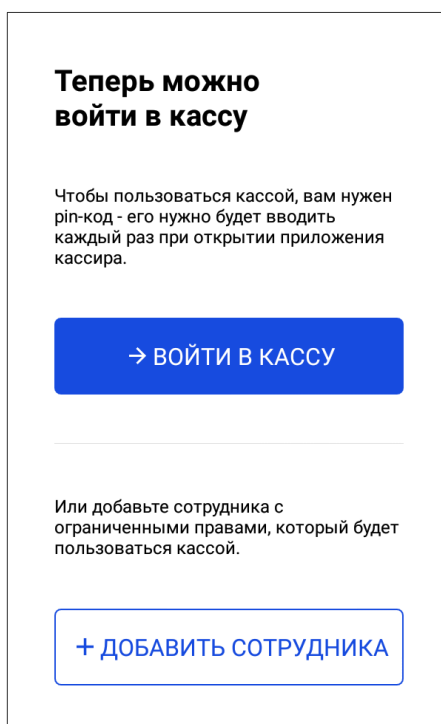 Теперь можно
войти в кассу
Чтобы пользоваться кассой, вам нужен
pin-код - его нужно будет вводить
каждый раз при открытии приложения
кассира.
→ ВОЙТИ В КАССУ
Или добавьте сотрудника с
ограниченными правами, который будет
пользоваться кассой.
+ ДОБАВИТЬ СОТРУДНИКА